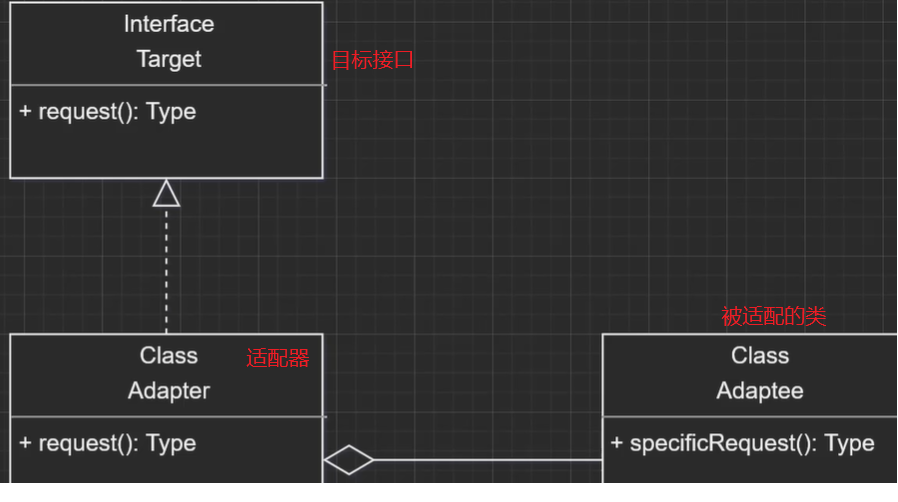 Interface
Target
目标接口
+ request(): Type
被适配的类
Class
Adapter
适配器
+ request(): Type
Class
Adaptee
+ specificRequest(): Type